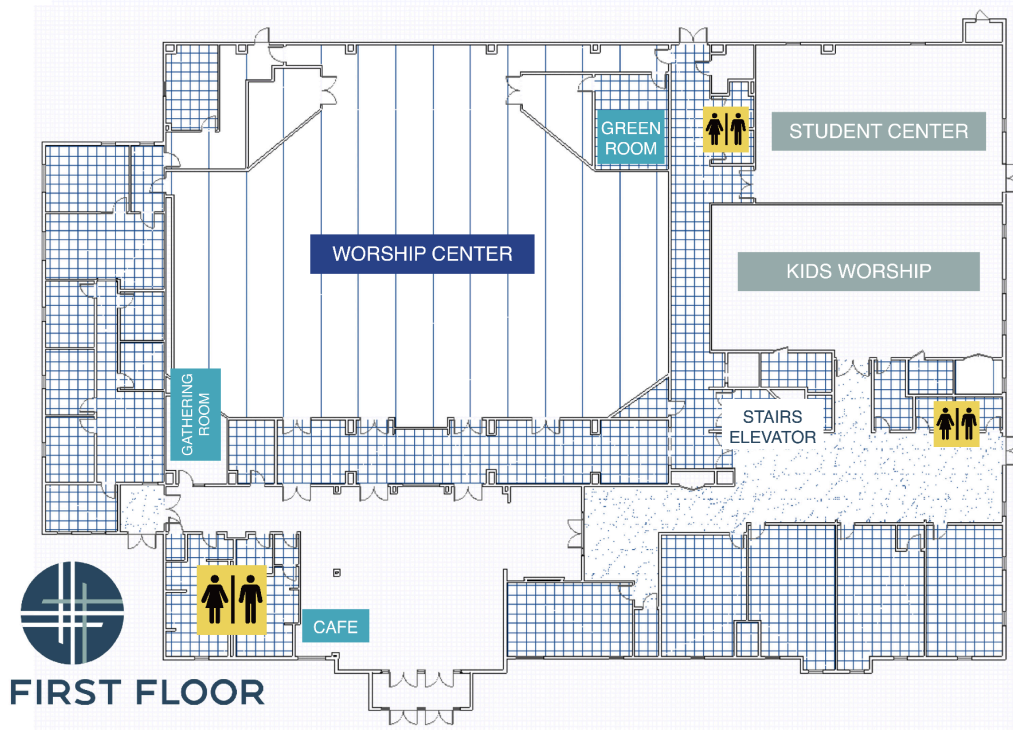 GREEN
ROOM
STUDENT CENTER
WORSHIP CENTER
KIDS WORSHIP
GATHERING
ROOM
STAIRS
ELEVATOR
CAFE
FIRST FLOOR